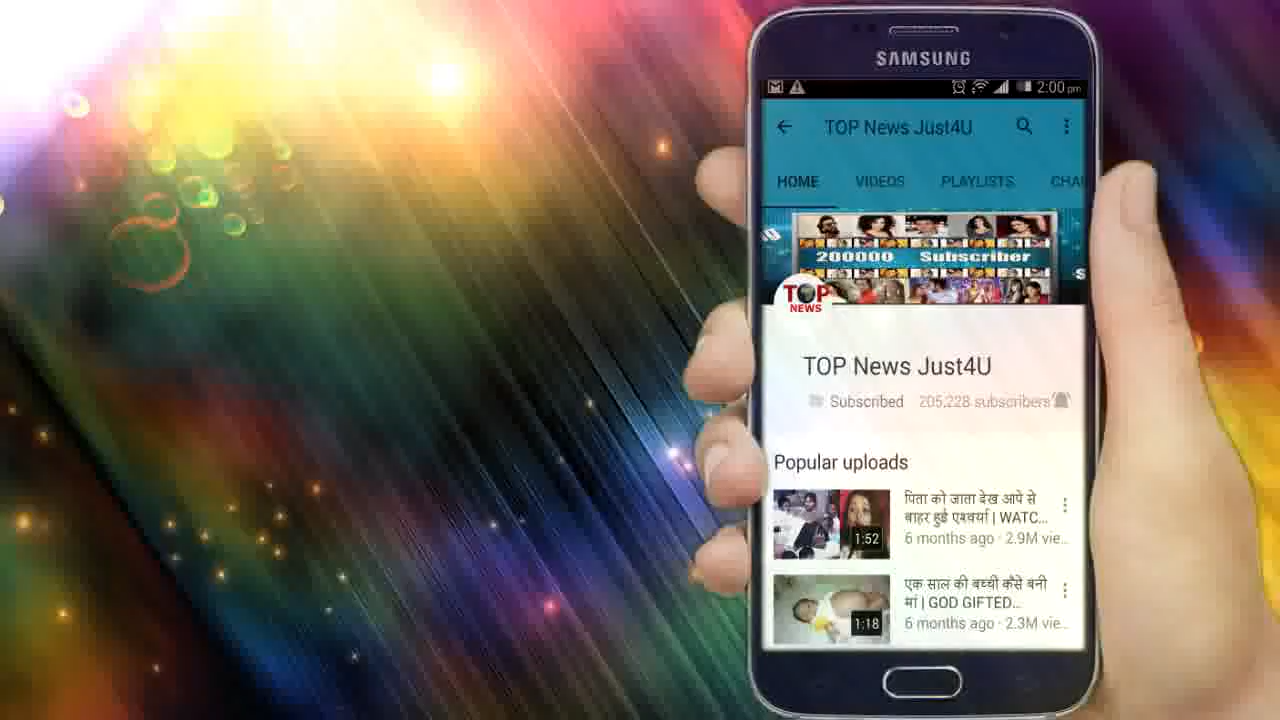 SAMSUNG
2:00 pm
TOP News Just4U
HOME VIDEOS PLAYLISTS CHA
200000 Subscriber
TOP
NEWS
TOP News Just4U
Subscribed 205,228 subscribers
Popular uploads
पिता को जाता देख आपे से
बाहर हुई एश्वर्या | WATC...
6 months ago · 2.9M vie...
1:52
एक साल की बच्ची कैसे बनी
मां | GOD GIFTED...
6 months ago · 2.3M vie...
1:18